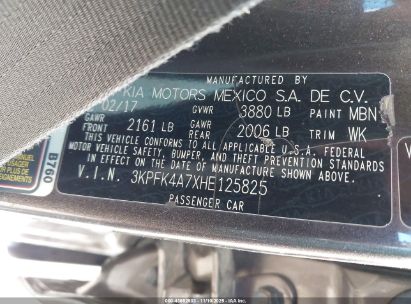 MANUFACTURED BY
KIA MOTORS MEXICO S.A. DE C.V.
02/17 GVWR 3880 LB PAINT MBN
GAWR FRONT 2161 LB GAWR REAR 2006 LB TRIM WK
THIS VEHICLE CONFORMS TO ALL APPLICABLE U.S.A. FEDERAL
MOTOR VEHICLE SAFETY, BUMPER, AND THEFT PREVENTION STANDARDS
IN EFFECT ON THE DATE OF MANUFACTURE SHOWN ABOVE.
V.I.N. 3KPFK4A7XHE125825
PASSENGER CAR
B760